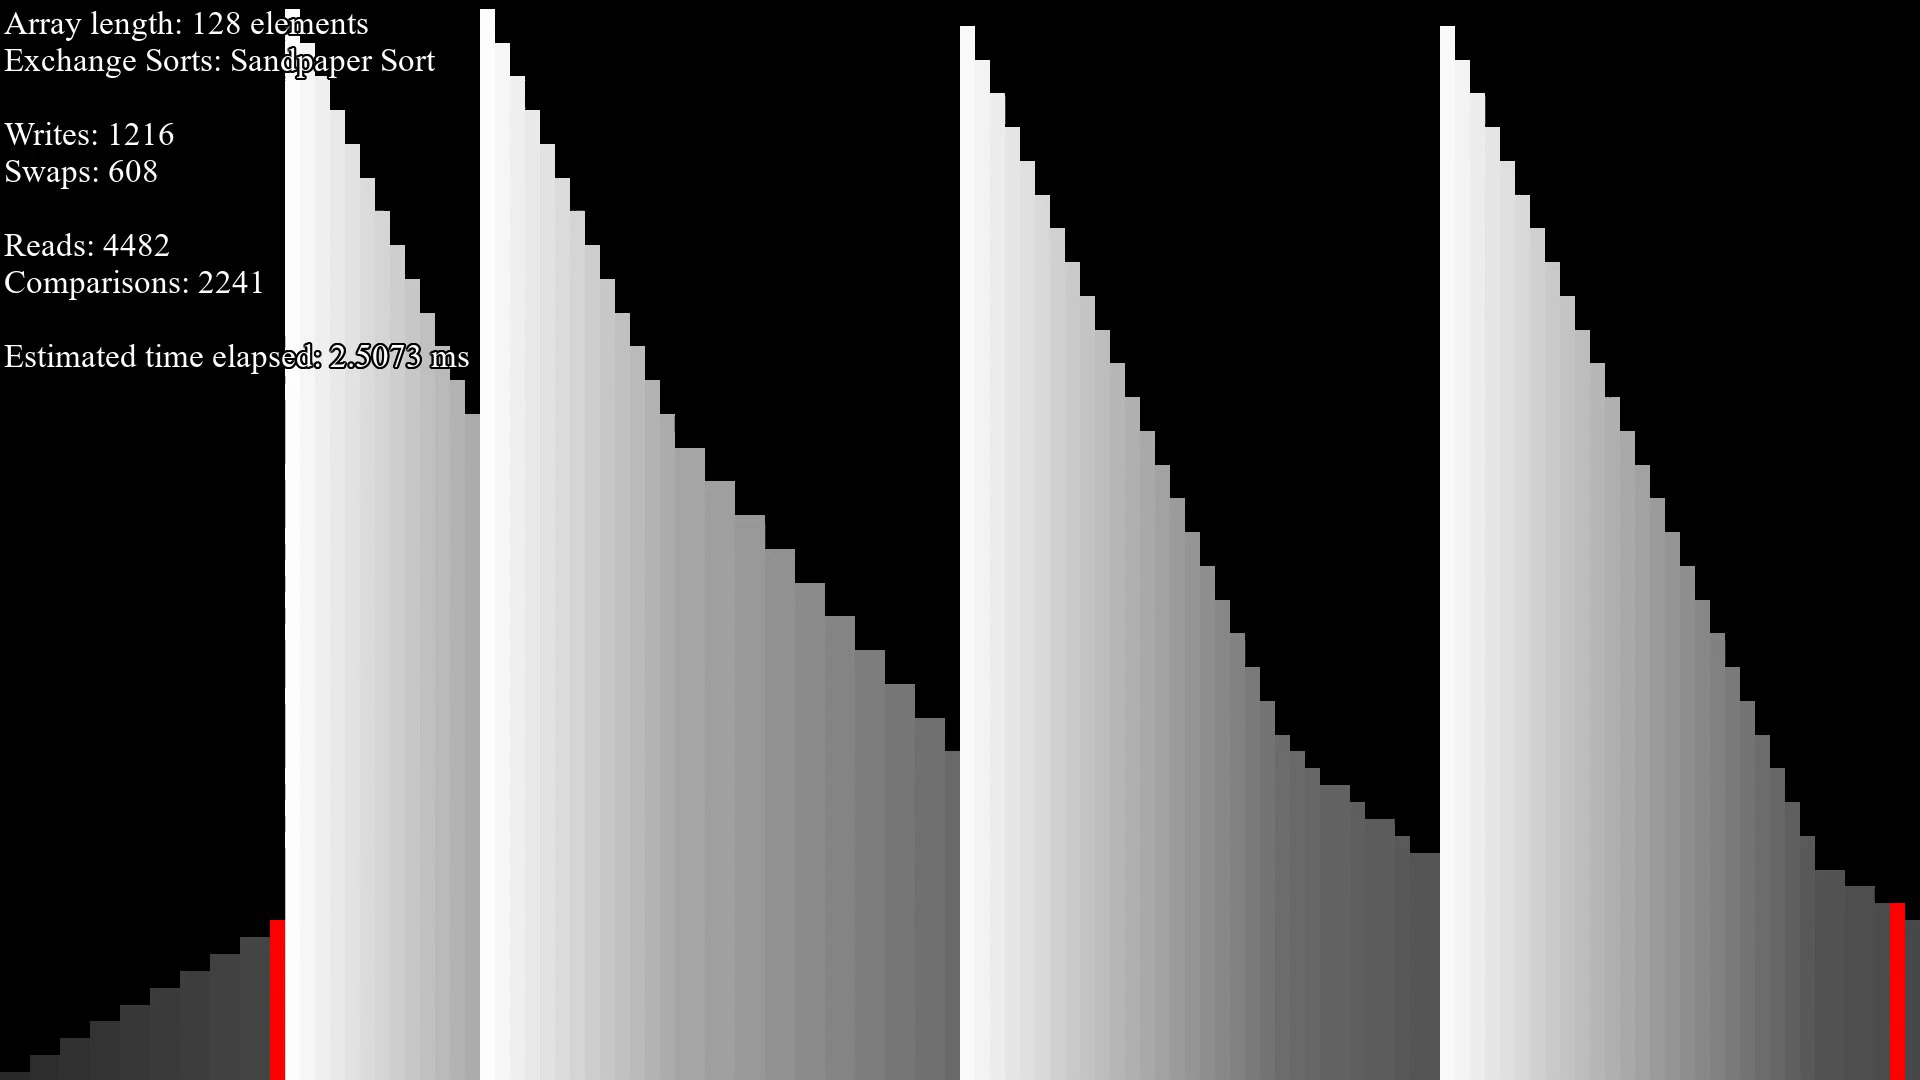 Array length: 128 elements
Exchange Sorts: Sandpaper Sort
Writes: 1216
Swaps: 608
Reads: 4482
Comparisons: 2241
Estimated time elapsed: 2.5073 ms